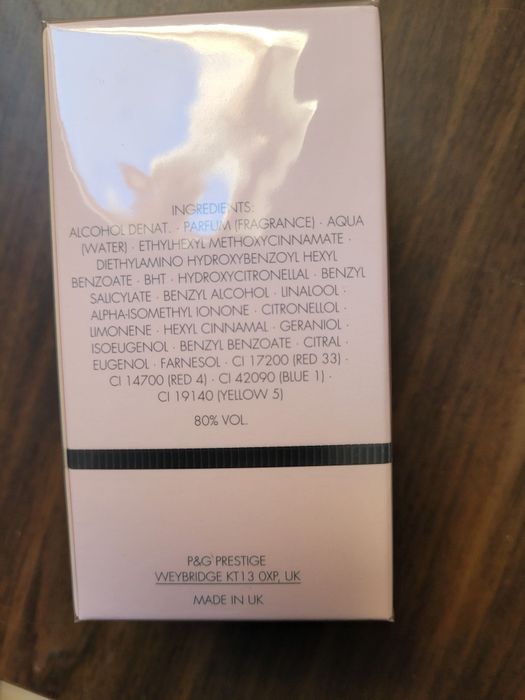 INGREDIENTS:
ALCOHOL DENAT. · PARFUM (FRAGRANCE) · AQUA
(WATER) · ETHYLHEXYL METHOXYCINNAMATE ·
DIETHYLAMINO HYDROXYBENZOYL HEXYL
BENZOATE · BHT · HYDROXYCITRONELLAL · BENZYL
SALICYLATE · BENZYL ALCOHOL · LINALOOL ·
ALPHA-ISOMETHYL IONONE · CITRONELLOL ·
LIMONENE · HEXYL CINNAMAL · GERANIOL ·
ISOEUGENOL · BENZYL BENZOATE · CITRAL ·
EUGENOL · FARNESOL · CI 17200 (RED 33) ·
CI 14700 (RED 4) · CI 42090 (BLUE 1) ·
CI 19140 (YELLOW 5)
80% VOL.
P&G PRESTIGE
WEYBRIDGE KT13 0XP, UK
MADE IN UK